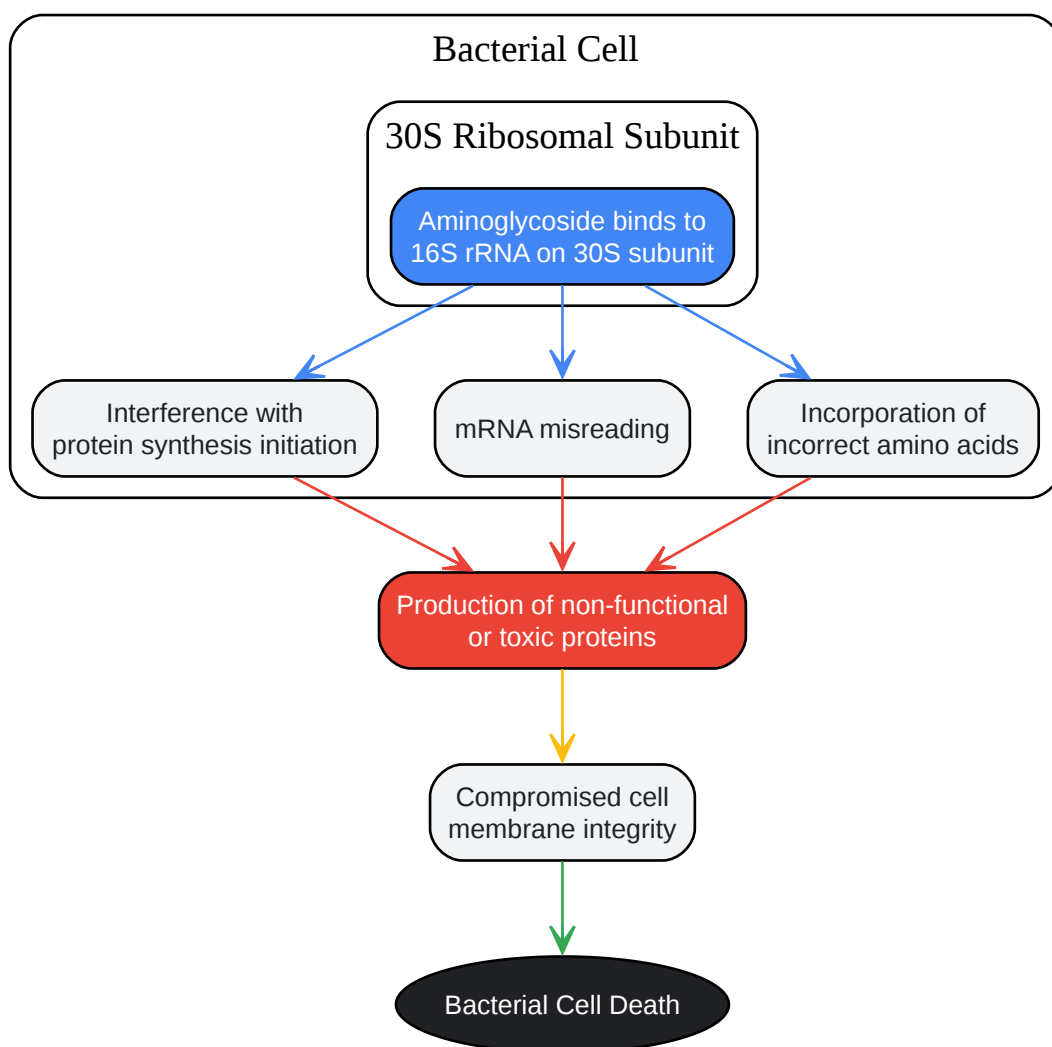 Bacterial Cell
30S Ribosomal Subunit
Aminoglycoside binds to
16S rRNA on 30S subunit
Interference with
protein synthesis initiation
mRNA misreading
Incorporation of
incorrect amino acids
Production of non-functional
or toxic proteins
Compromised cell
membrane integrity
Bacterial Cell Death